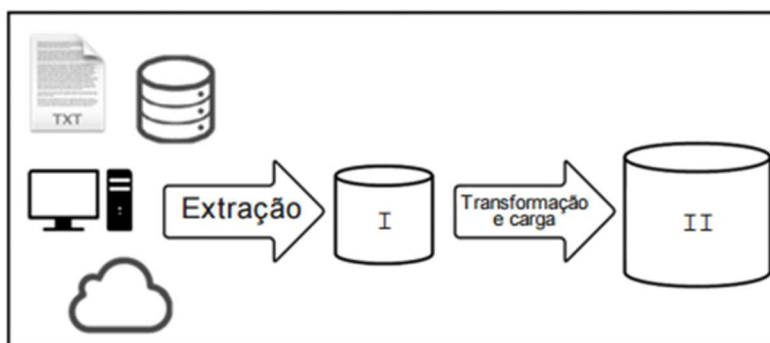 TXT
Extração
I
Transformação
e carga
II